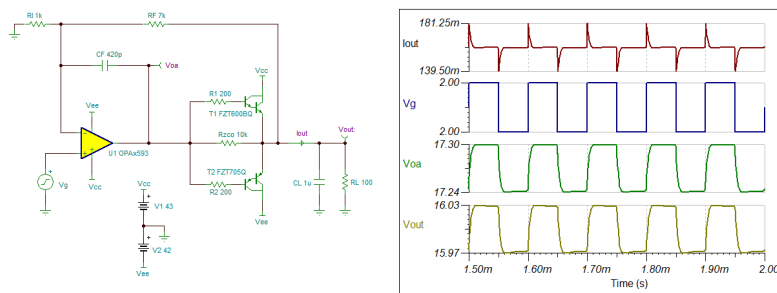 RI 1k
RF 7k
CF 420p
Voa
Vcc
R1 200
T1 FZT600BQ
Vee
Rzco 10k
Iout
Vout:
U1 OPAx593
Vcc
T2 FZT705Q
R2 200
CL 1u
RL 100
Vg
Vcc
Vee
V1 43
V2 42
Vee
181.25m
Iout
139.50m
2.00
Vg
2.00
17.30
Voa
17.24
16.03
Vout
15.97
1.50m 1.60m 1.70m 1.80m 1.90m 2.00
Time (s)